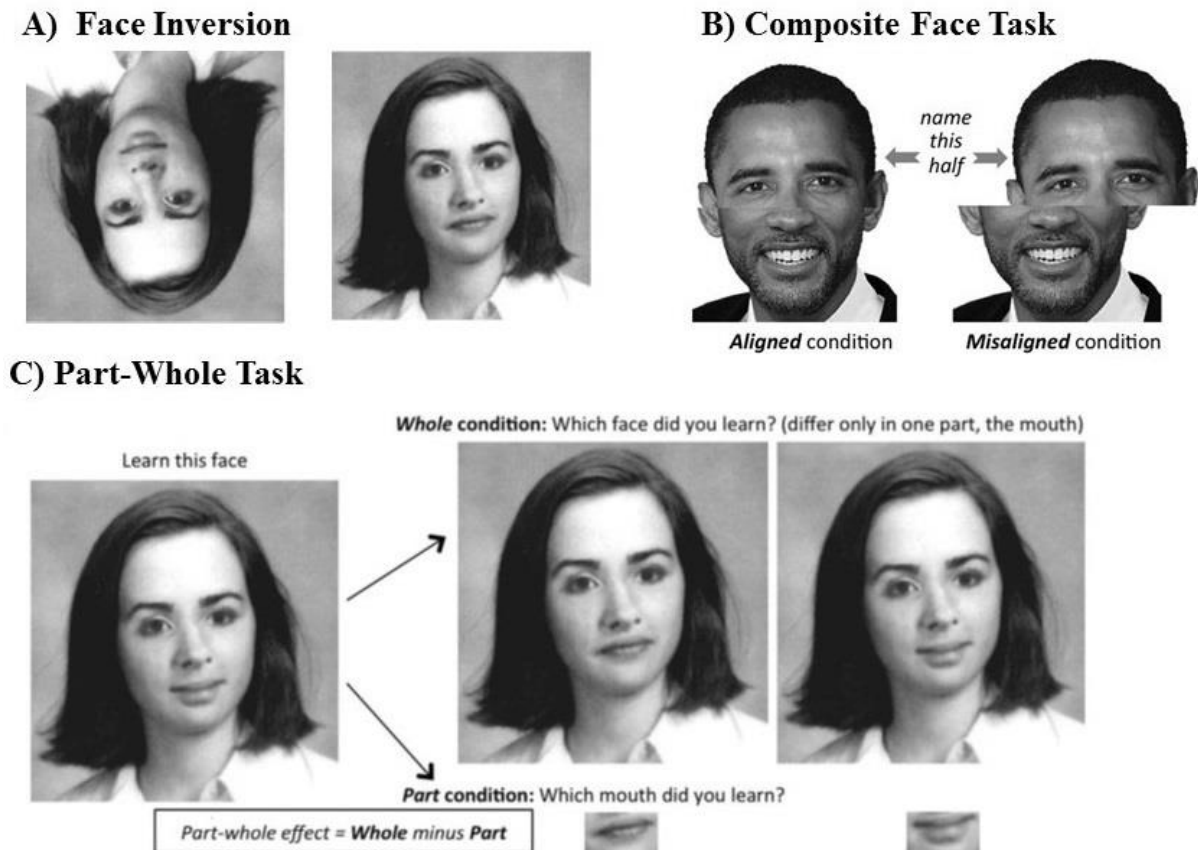 A) Face Inversion
B) Composite Face Task
name
this
half
Aligned condition
Misaligned condition
C) Part-Whole Task
Whole condition: Which face did you learn? (differ only in one part, the mouth)
Learn this face
Part condition: Which mouth did you learn?
Part-whole effect = Whole minus Part